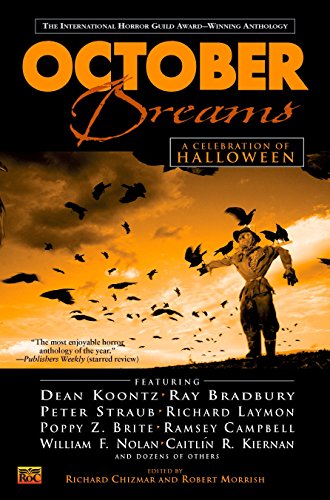 The International Horror Guild Award–Winning Anthology
OCTOBER
Dreams
A CELEBRATION OF
HALLOWEEN
"The most enjoyable horror
anthology of the year."
—Publishers Weekly (starred review)
FEATURING
DEAN KOONTZ · RAY BRADBURY
PETER STRAUB · RICHARD LAYMON
POPPY Z. BRITE · RAMSEY CAMPBELL
WILLIAM F. NOLAN · CAITLÍN R. KIERNAN
AND DOZENS OF OTHERS
EDITED BY
RICHARD CHIZMAR AND ROBERT MORRISH
ROC